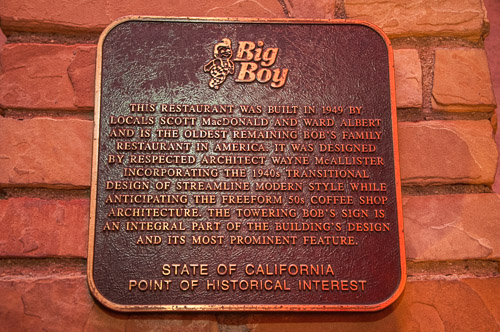 Big
Boy
THIS RESTAURANT WAS BUILT IN 1949 BY
LOCALS SCOTT MacDONALD AND WARD ALBERT
AND IS THE OLDEST REMAINING BOB'S FAMILY
RESTAURANT IN AMERICA. IT WAS DESIGNED
BY RESPECTED ARCHITECT WAYNE McALLISTER
INCORPORATING THE 1940s TRANSITIONAL
DESIGN OF STREAMLINE MODERN STYLE WHILE
ANTICIPATING THE FREEFORM 50s COFFEE SHOP
ARCHITECTURE. THE TOWERING BOB'S SIGN IS
AN INTEGRAL PART OF THE BUILDING'S DESIGN
AND ITS MOST PROMINENT FEATURE.
STATE OF CALIFORNIA
POINT OF HISTORICAL INTEREST